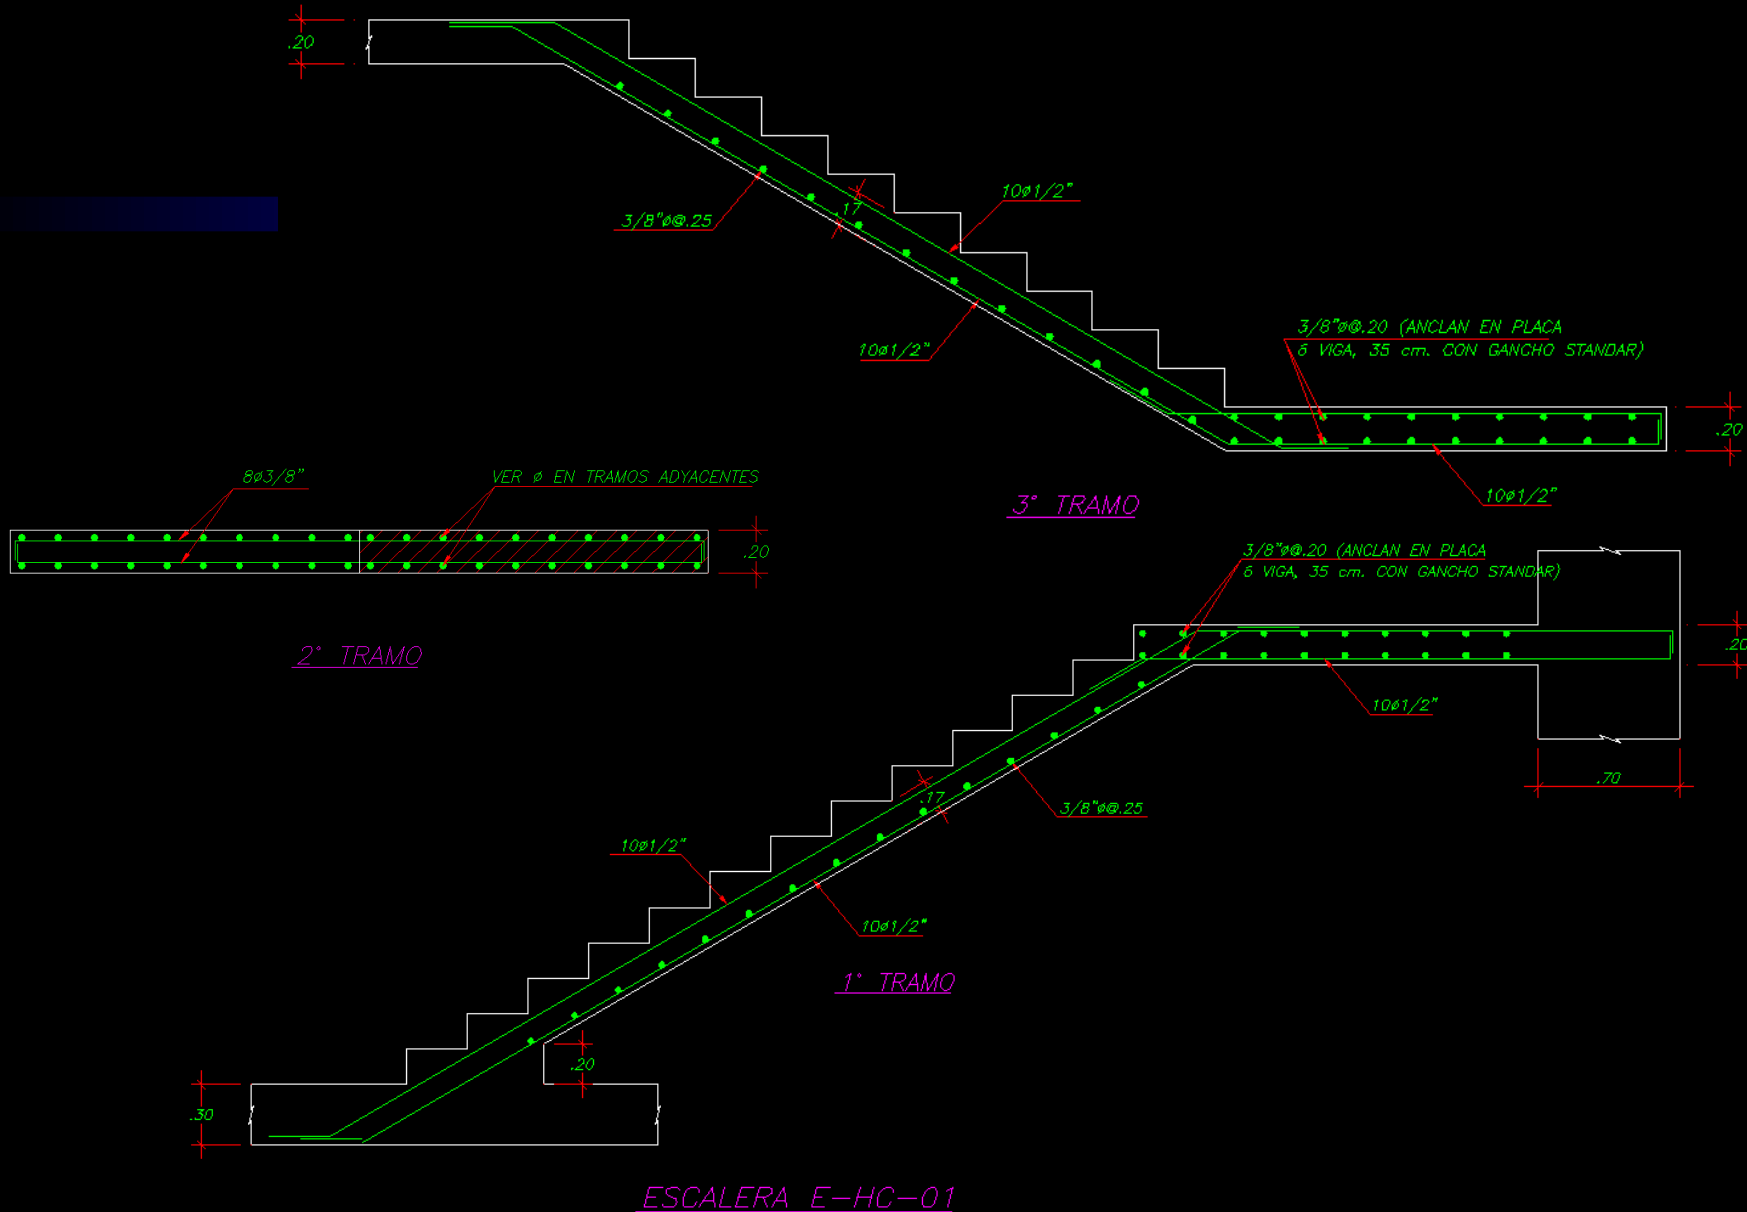 .20
10ø1/2"
.17
3/8"ø@.25
3/8"ø@.20 (ANCLAN EN PLACA
ó VIGA, 35 cm. CON GANCHO STANDAR)
10ø1/2"
.20
10ø1/2"
3° TRAMO
8ø3/8"
VER ø EN TRAMOS ADYACENTES
.20
2° TRAMO
3/8"ø@.20 (ANCLAN EN PLACA
ó VIGA, 35 cm. CON GANCHO STANDAR)
.20
10ø1/2"
.70
.17
3/8"ø@.25
10ø1/2"
10ø1/2"
1° TRAMO
.20
.30
ESCALERA E-HC-01